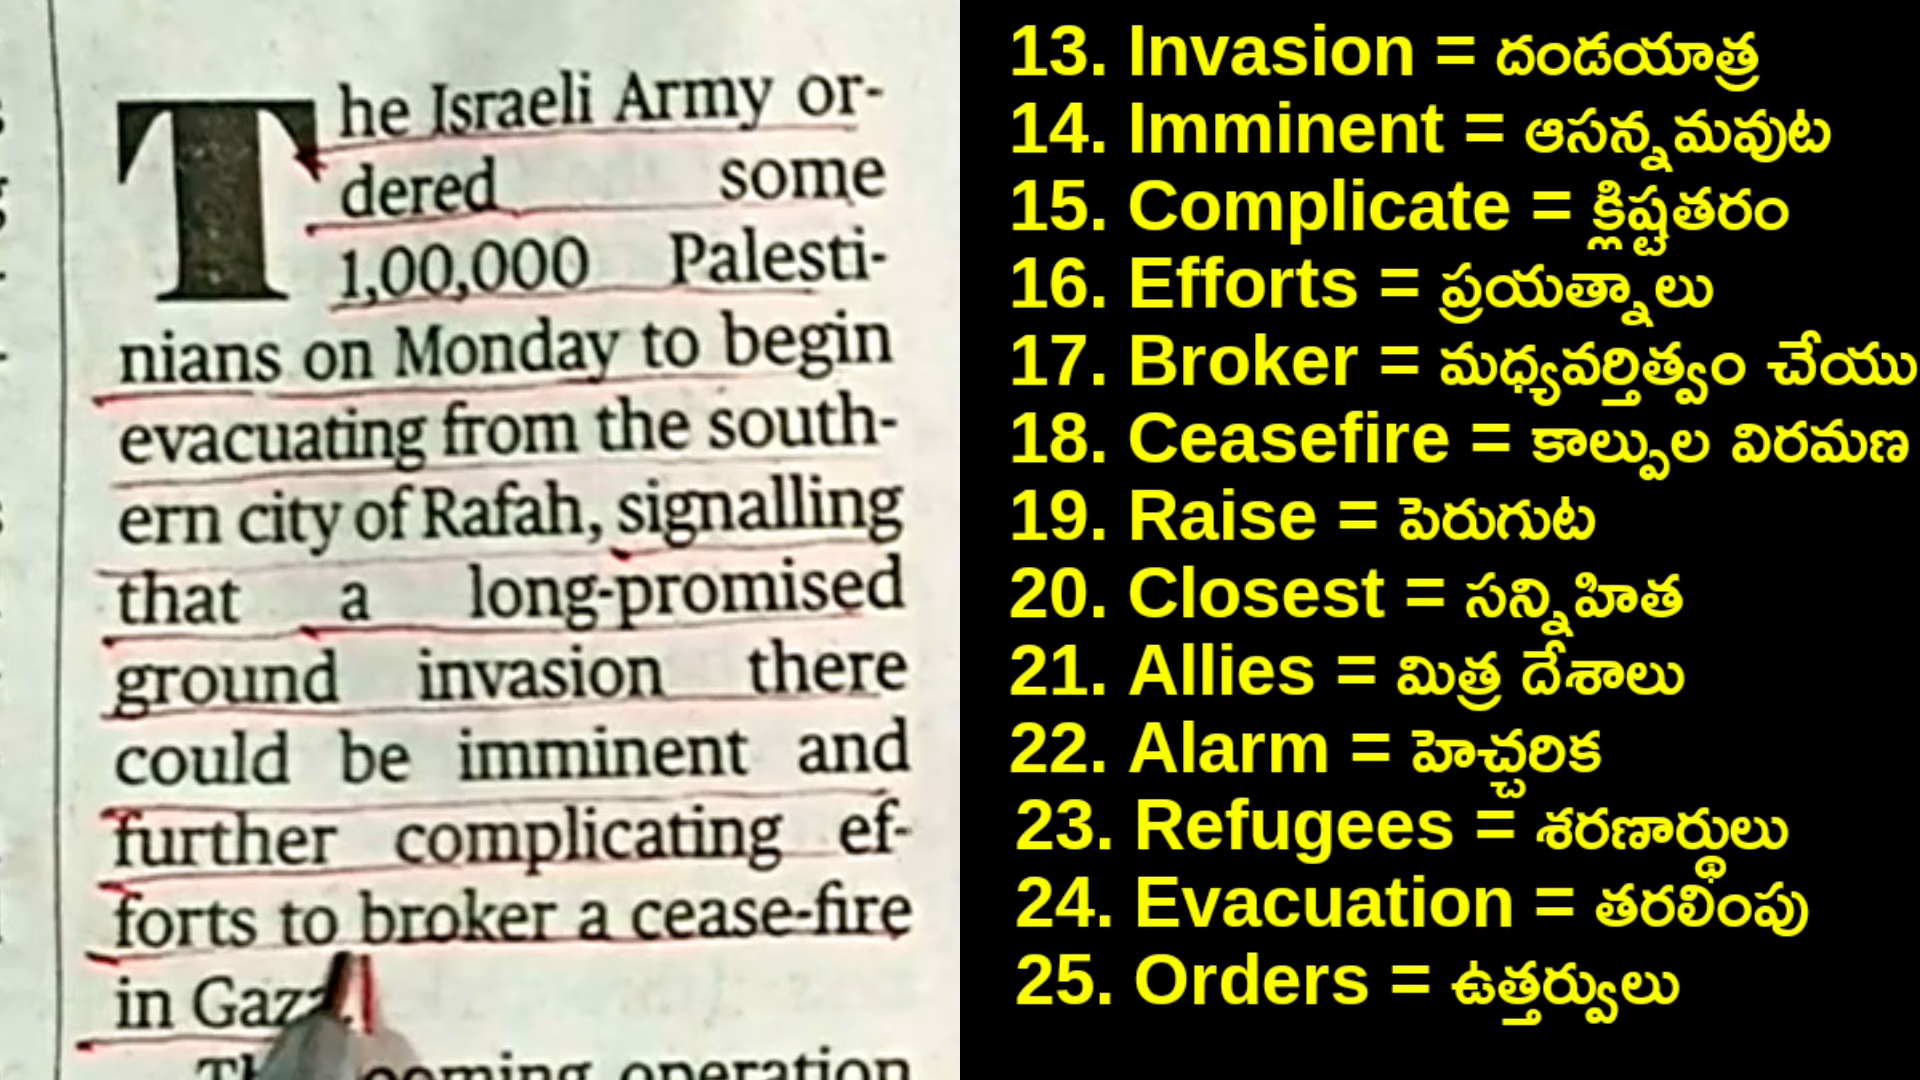 The Israeli Army or-
dered some
1,00,000 Palesti-
nians on Monday to begin
evacuating from the south-
ern city of Rafah, signalling
that a long-promised
ground invasion there
could be imminent and
further complicating ef-
forts to broker a cease-fire
in
operation
13. Invasion = దండయాత్ర
14. Imminent = ఆసన్నమవుట
15. Complicate = క్లిష్టతరం
16. Efforts = ప్రయత్నాలు
17. Broker = మధ్యవర్తిత్వం చేయు
18. Ceasefire = కాల్పుల విరమణ
19. Raise = పెరుగుట
20. Closest = సన్నిహిత
21. Allies = మిత్ర దేశాలు
22. Alarm = హెచ్చరిక
23. Refugees = శరణార్థులు
24. Evacuation = తరలింపు
25. Orders = ఉత్తర్వులు